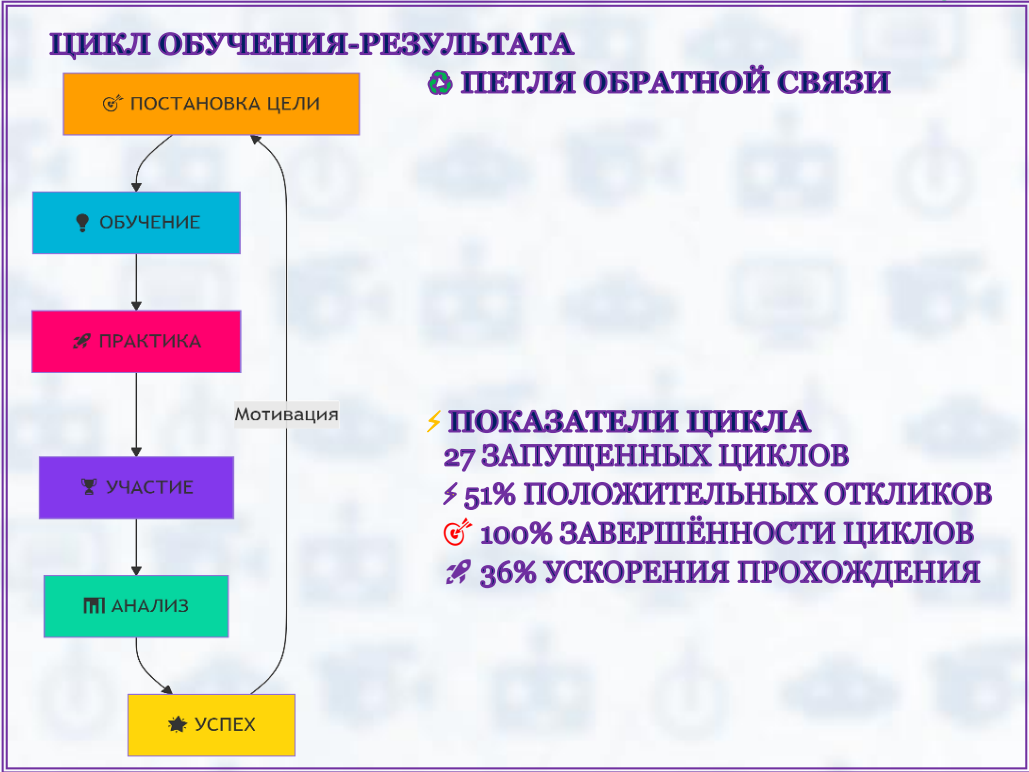 ЦИКЛ ОБУЧЕНИЯ-РЕЗУЛЬТАТА
ПОСТАНОВКА ЦЕЛИ
ОБУЧЕНИЕ
ПРАКТИКА
Мотивация
УЧАСТИЕ
АНАЛИЗ
УСПЕХ
ПЕТЛЯ ОБРАТНОЙ СВЯЗИ
⚡ ПОКАЗАТЕЛИ ЦИКЛА
27 ЗАПУЩЕННЫХ ЦИКЛОВ
⚡ 51% ПОЛОЖИТЕЛЬНЫХ ОТКЛИКОВ
🎯 100% ЗАВЕРШЁННОСТИ ЦИКЛОВ
🚀 36% УСКОРЕНИЯ ПРОХОЖДЕНИЯ